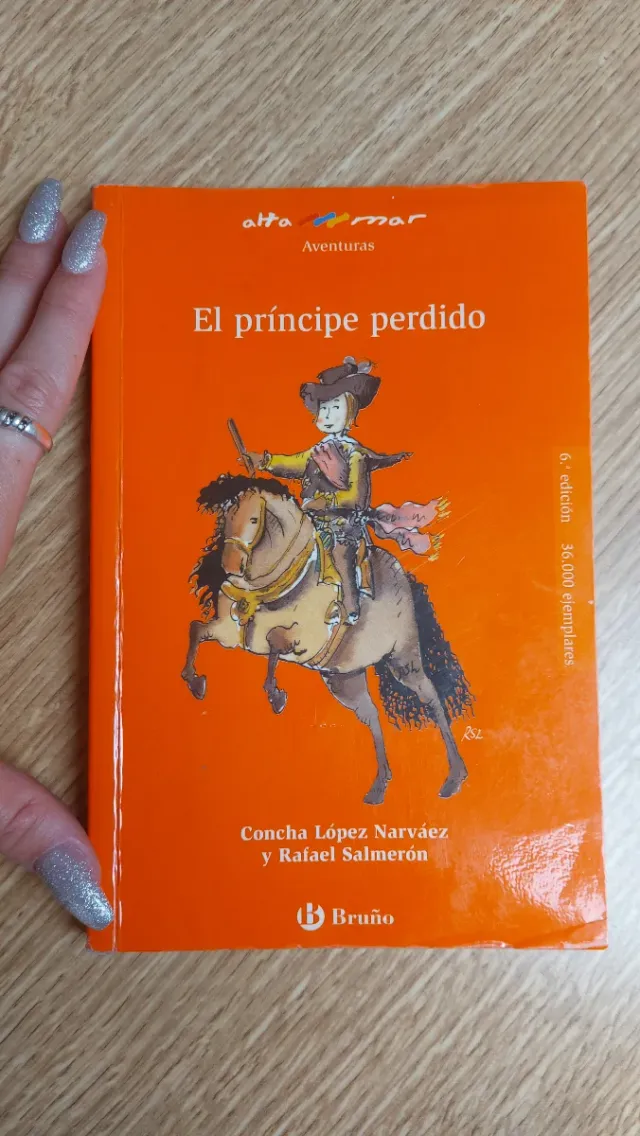 alta mar
Aventuras
El príncipe perdido
6.ª edición 36.000 ejemplares
RSL
Concha López Narváez
y Rafael Salmerón
b Bruño